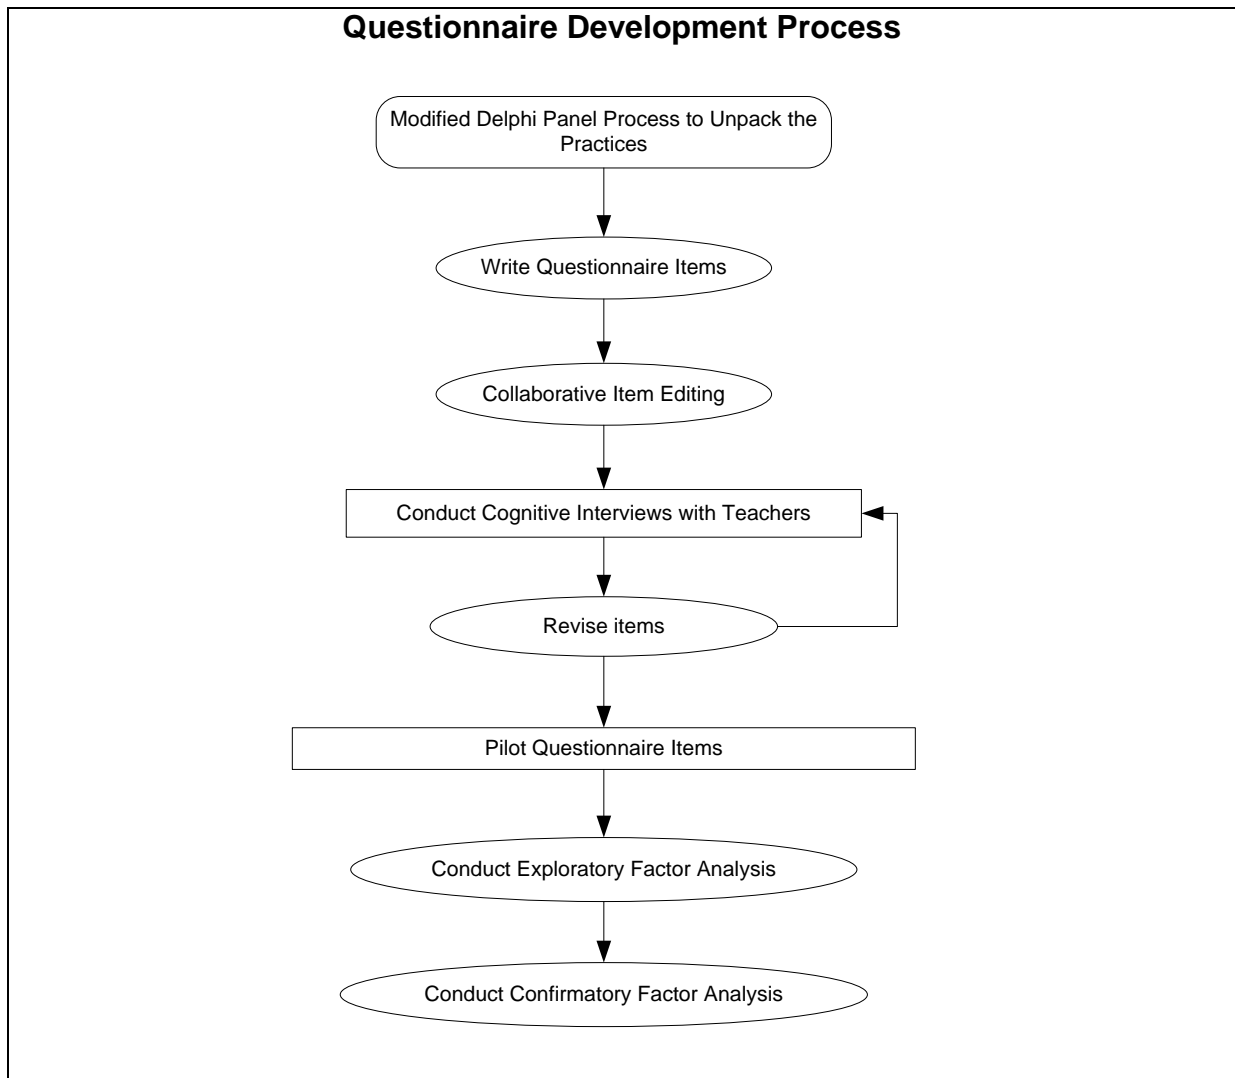 Questionnaire Development Process
Modified Delphi Panel Process to Unpack the
Practices
Write Questionnaire Items
Collaborative Item Editing
Conduct Cognitive Interviews with Teachers
Revise items
Pilot Questionnaire Items
Conduct Exploratory Factor Analysis
Conduct Confirmatory Factor Analysis